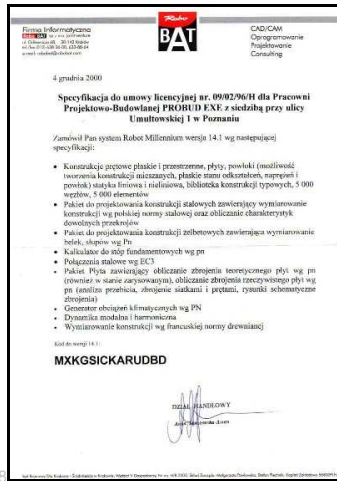 Firma Informatyczna
Robo BAT
Robo
BAT
CAD/CAM
Oprogramowanie
Projektowanie
Consulting
4 grudnia 2000
Specyfikacja do umowy licencyjnej nr. 09/02/96/H dla Pracowni
Projektowo-Budowlanej PROBUD EXE z siedzibą przy ulicy
Umultowskiej 1 w Poznaniu
Zamówił Pan system Robot Millennium wersja 14.1 wg następującej
specyfikacji:
• Konstrukcje prętowe płaskie i przestrzenne, płyty, powłoki (możliwość
tworzenia konstrukcji mieszanych, płaskie stanu odkształceń, naprężeń i
powłok) statyka liniowa i nieliniowa, biblioteka konstrukcji typowych, 5 000
węzłów, 5 000 elementów
• Pakiet do projektowania konstrukcji stalowych zawierający wymiarowanie
konstrukcji wg polskiej normy stalowej oraz obliczanie charakterystyk
dowolnych przekrojów
• Pakiet do projektowania konstrukcji żelbetowych zawierająca wymiarowanie
belek, słupów wg Pn
• Kalkulator do stóp fundamentowych wg pn
• Połączenia stalowe wg EC3
• Pakiet Płyta zawierający obliczanie zbrojenia teoretycznego płyt wg pn
(również w stanie zarysowanym), obliczanie zbrojenia rzeczywistego płyt wg
pn (analiza przebicia, zbrojenie siatkami i prętami, rysunki schematyczne
zbrojenia)
• Generator obciążeń klimatycznych wg PN
• Dynamika modalna i harmoniczna
• Wymiarowanie konstrukcji wg francuskiej normy drewnianej
Kod do wersji 14.1:
MXKGSICKARUDBD
DZIAŁ HANDLOWY